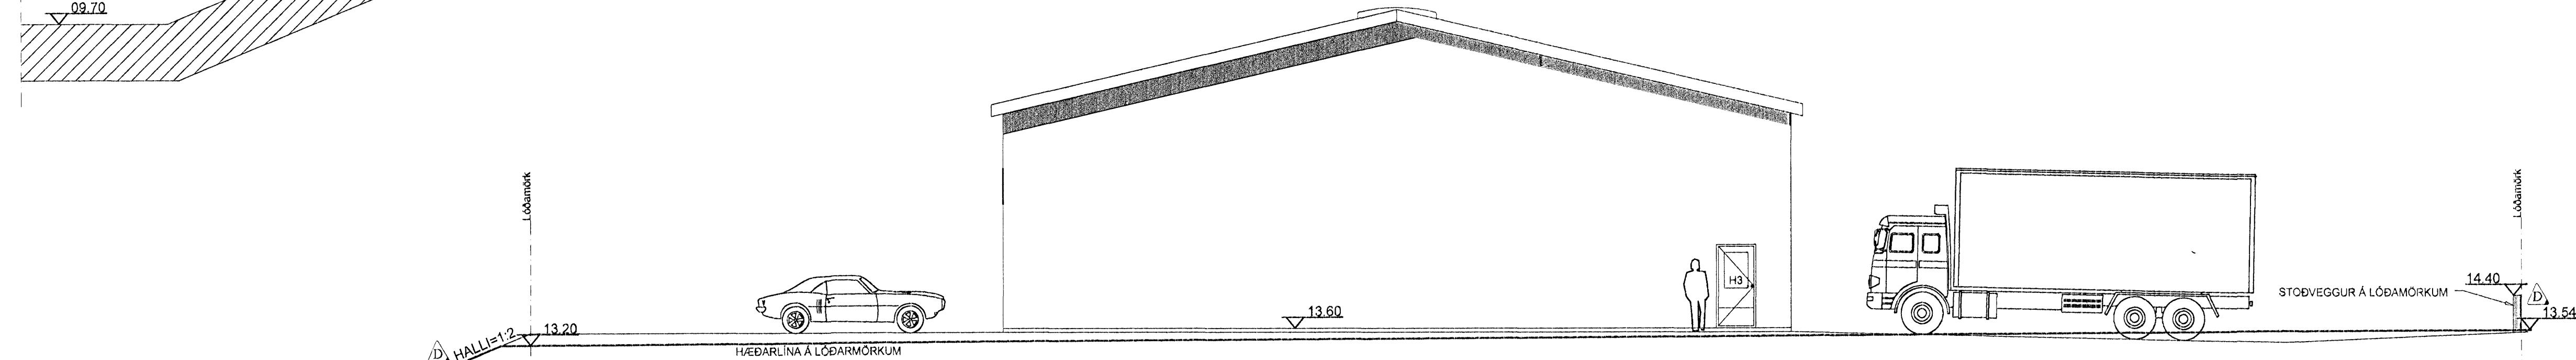 09.70
Lóðamörk
Lóðamörk
H3
14.40
STOÐVEGGUR Á LÓÐAMÖRKUM
D
13.54
13.60
13.20
HALLI=1:2
D
HÆÐARLÍNA Á LÓÐARMÖRKUM